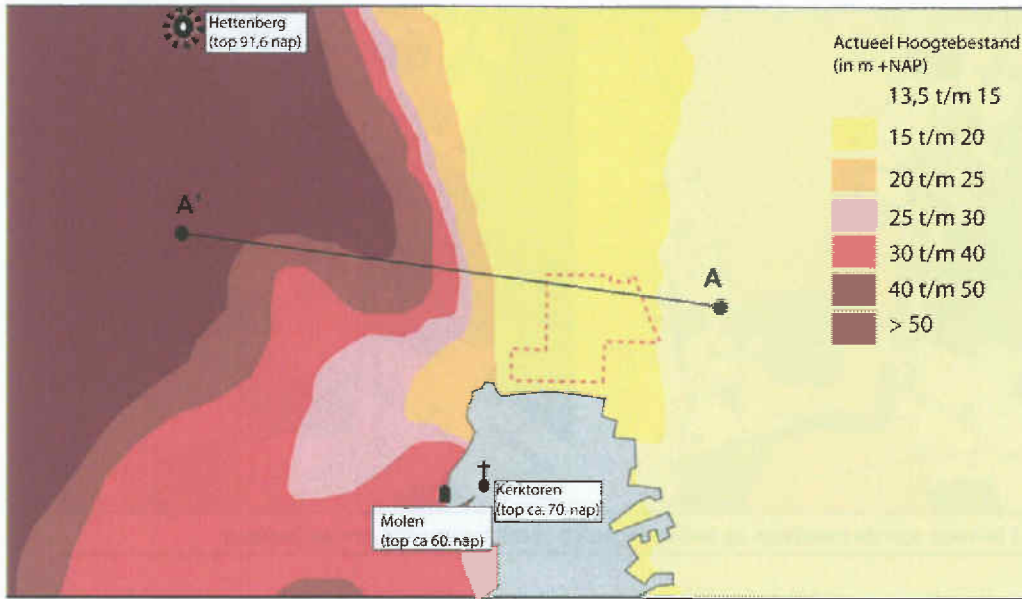 Hettenberg
(top 91,6 nap)
Actueel Hoogtebestand
(in m +NAP)
13,5 t/m 15
15 t/m 20
20 t/m 25
25 t/m 30
30 t/m 40
40 t/m 50
> 50
A'
A
Kerktoren
(top ca. 70. nap)
Molen
(top ca 60. nap)